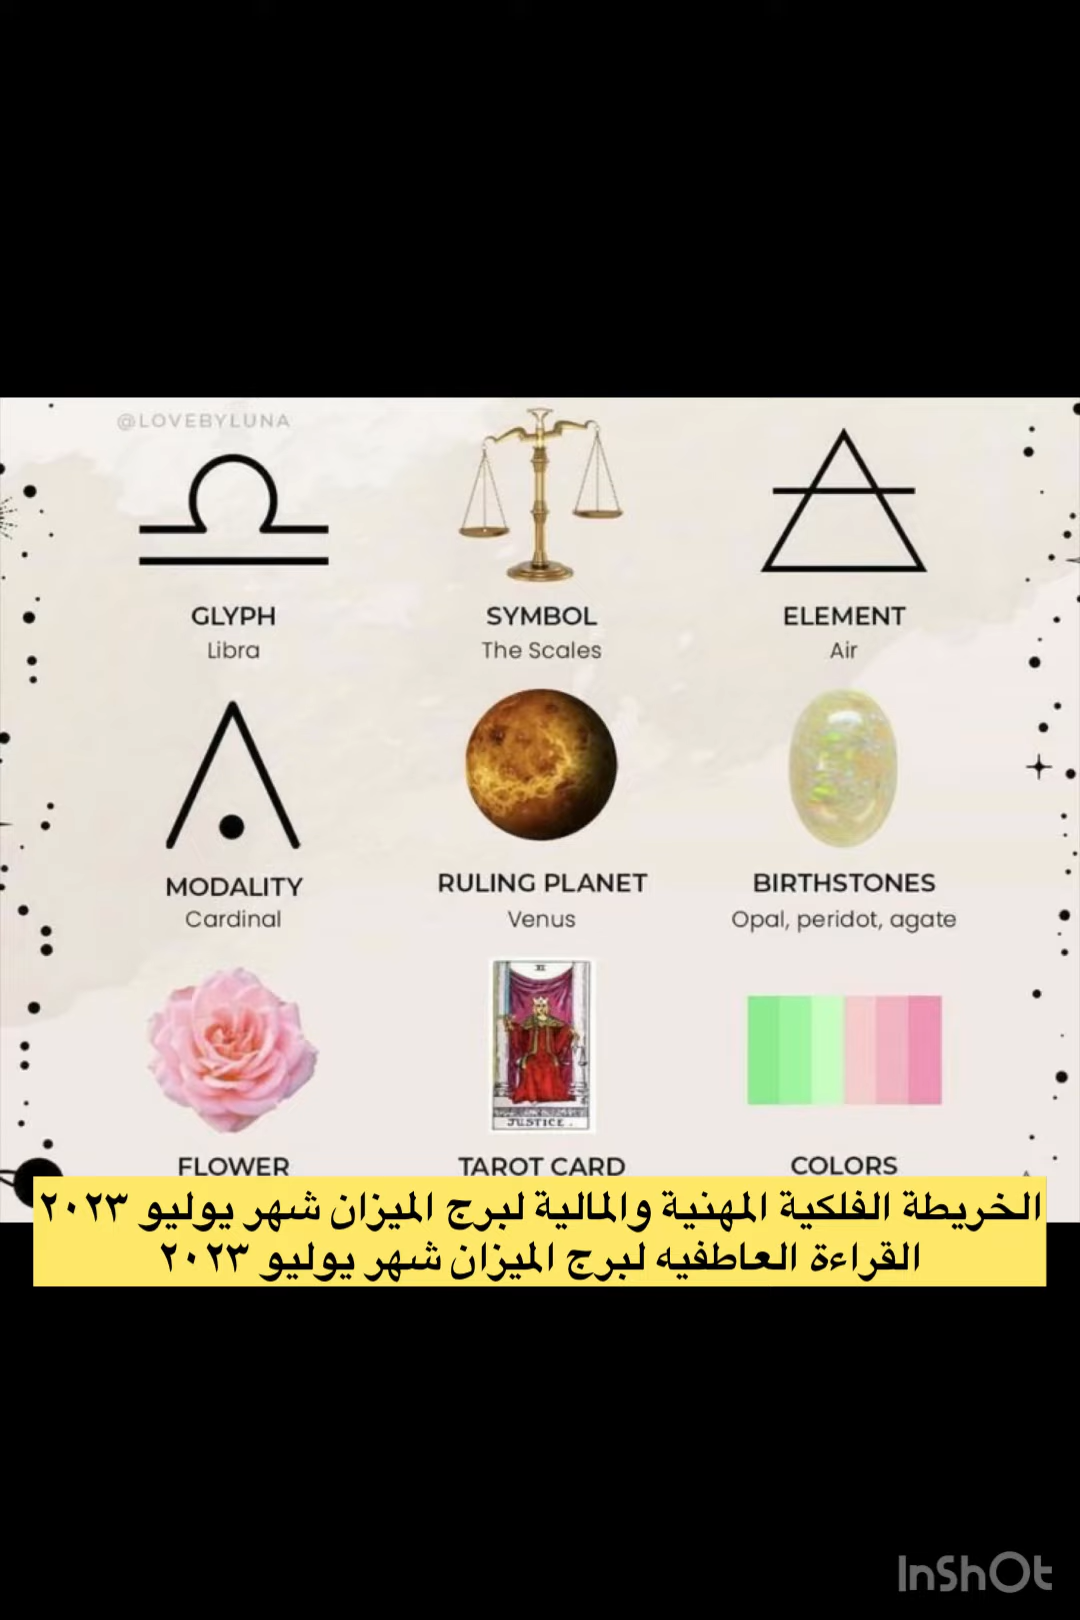 @LOVEBYLUNA
GLYPH
Libra
SYMBOL
The Scales
ELEMENT
Air
MODALITY
Cardinal
RULING PLANET
Venus
BIRTHSTONES
Opal, peridot, agate
JUSTICE.
FLOWER
TAROT CARD
COLORS
الخريطة الفلكية المهنية والمالية لبرج الميزان شهر يوليو ٢٠٢٣
القراءة العاطفيه لبرج الميزان شهر يوليو ٢٠٢٣
InShOt